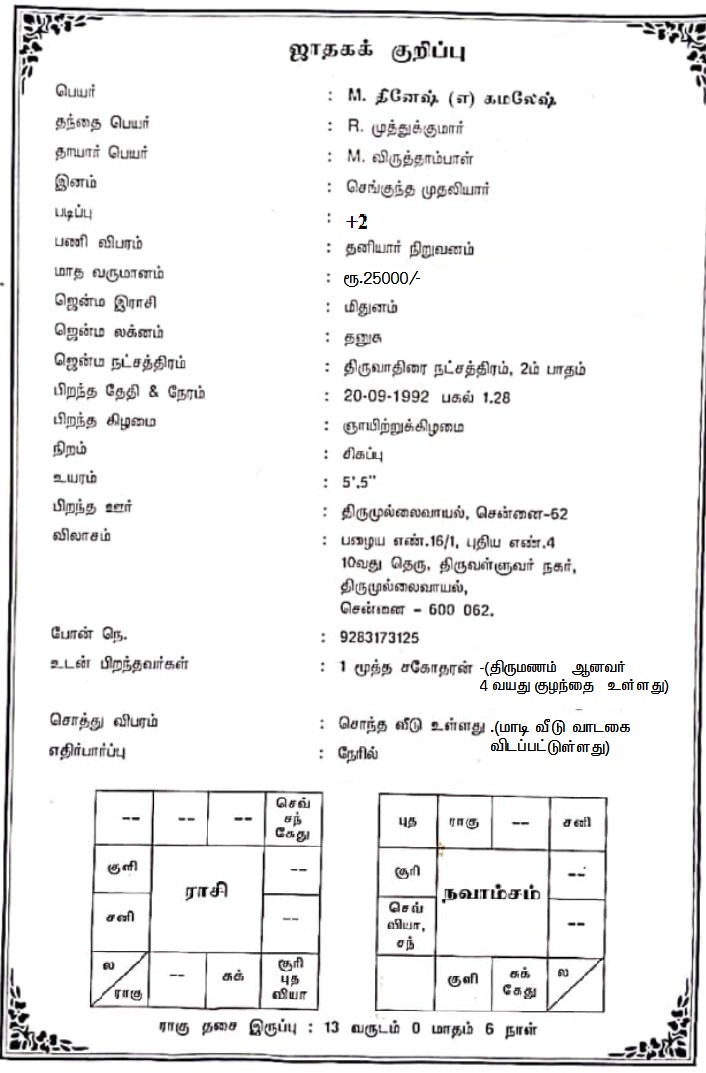 ஜாதகக் குறிப்பு
பெயர் : M. தினேஷ் (எ) கமலேஷ்
தந்தை பெயர் : R. முத்துக்குமார்
தாயார் பெயர் : M. விருத்தாம்பாள்
இனம் : செங்குந்த முதலியார்
படிப்பு : +2
பணி விபரம் : தனியார் நிறுவனம்
மாத வருமானம் : ரூ.25000/-
ஜென்ம இராசி : மிதுனம்
ஜென்ம லக்னம் : தனுசு
ஜென்ம நட்சத்திரம் : திருவாதிரை நட்சத்திரம், 2ம் பாதம்
பிறந்த தேதி & நேரம் : 20-09-1992 பகல் 1.28
பிறந்த கிழமை : ஞாயிற்றுக்கிழமை
நிறம் : சிகப்பு
உயரம் : 5'.5"
பிறந்த ஊர் : திருமுல்லைவாயல், சென்னை-62
விலாசம் : பழைய எண்.16/1, புதிய எண்.4
10வது தெரு, திருவள்ளுவர் நகர்,
திருமுல்லைவாயல்,
சென்னை - 600 062.
போன் நெ. : 9283173125
உடன் பிறந்தவர்கள் : 1 மூத்த சகோதரன் -(திருமணம் ஆனவர்
4 வயது குழந்தை உள்ளது)
சொத்து விபரம் : சொந்த வீடு உள்ளது .(மாடி வீடு வாடகை
விடப்பட்டுள்ளது)
எதிர்பார்ப்பு : நேரில்
-- -- -- செவ்
சந்
கேது
குளி --
ராசி
சனி --
ல
ராகு -- சுக் சூரி
புத
வியா
புத ராகு -- சனி
சூரி --
நவாம்சம்
செவ்
வியா,
சந் --
குளி சுக்
கேது ல
ராகு தசை இருப்பு : 13 வருடம் 0 மாதம் 6 நாள்